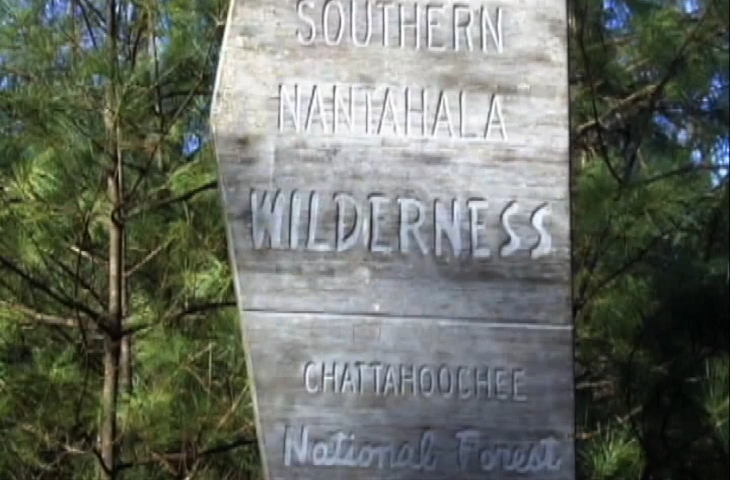 SOUTHERN
NANTAHALA
WILDERNESS
CHATTAHOOCHEE
National Forest